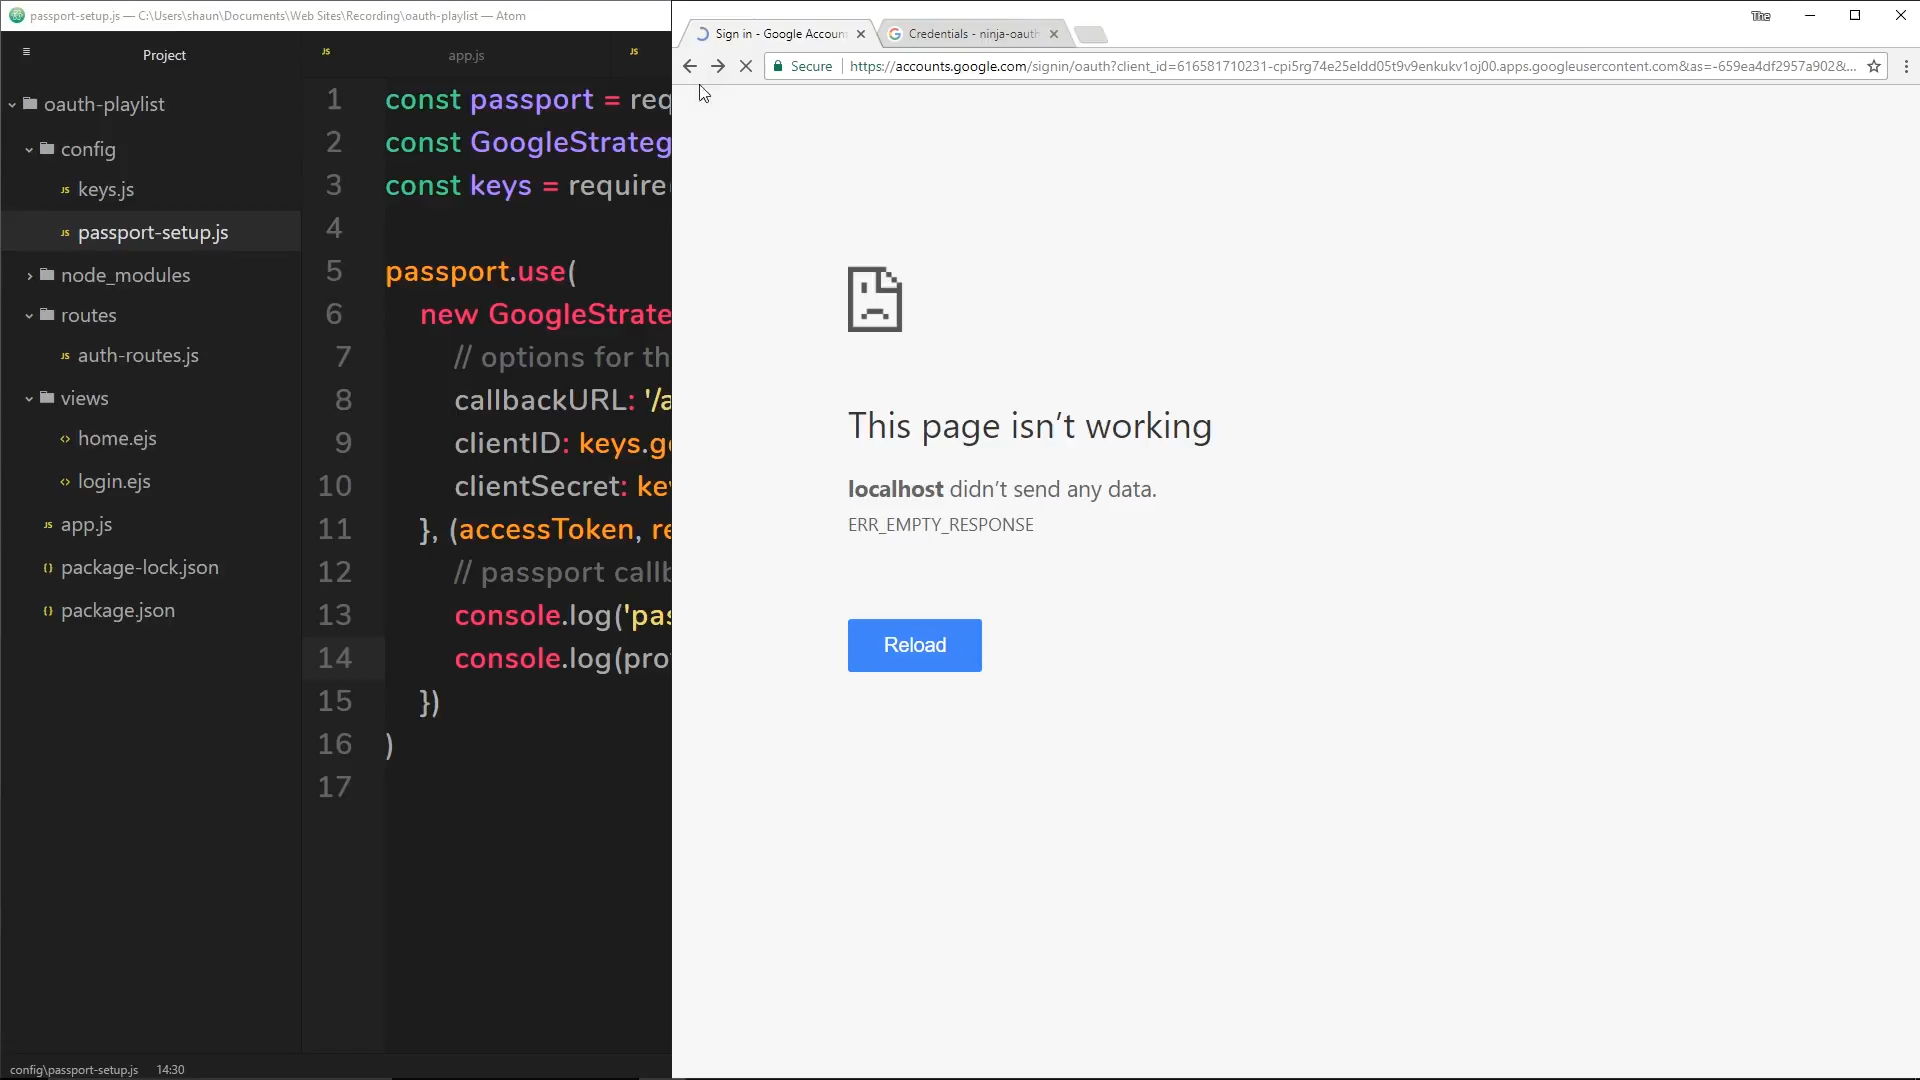 passport-setup.js — C:\Users\shaun\Documents\Web Sites\Recording\oauth-playlist — Atom
Project
oauth-playlist
config
keys.js
passport-setup.js
node_modules
routes
auth-routes.js
views
home.ejs
login.ejs
app.js
package-lock.json
package.json
config\passport-setup.js 14:30
app.js
1 const passport = req
2 const GoogleStrateg
3 const keys = require
4
5 passport.use(
6 new GoogleStrate
7 // options for th
8 callbackURL: '/a
9 clientID: keys.go
10 clientSecret: key
11 }, (accessToken, re
12 // passport callb
13 console.log('pas
14 console.log(pro
15 })
16 )
17
The
Sign in - Google Accoun
Credentials - ninja-oauth
Secure https://accounts.google.com/signin/oauth?client_id=616581710231-cpi5rg74e25eldd05t9v9enkukv1oj00.apps.googleusercontent.com&as=-659ea4df2957a902&...
This page isn’t working
localhost didn’t send any data.
ERR_EMPTY_RESPONSE
Reload